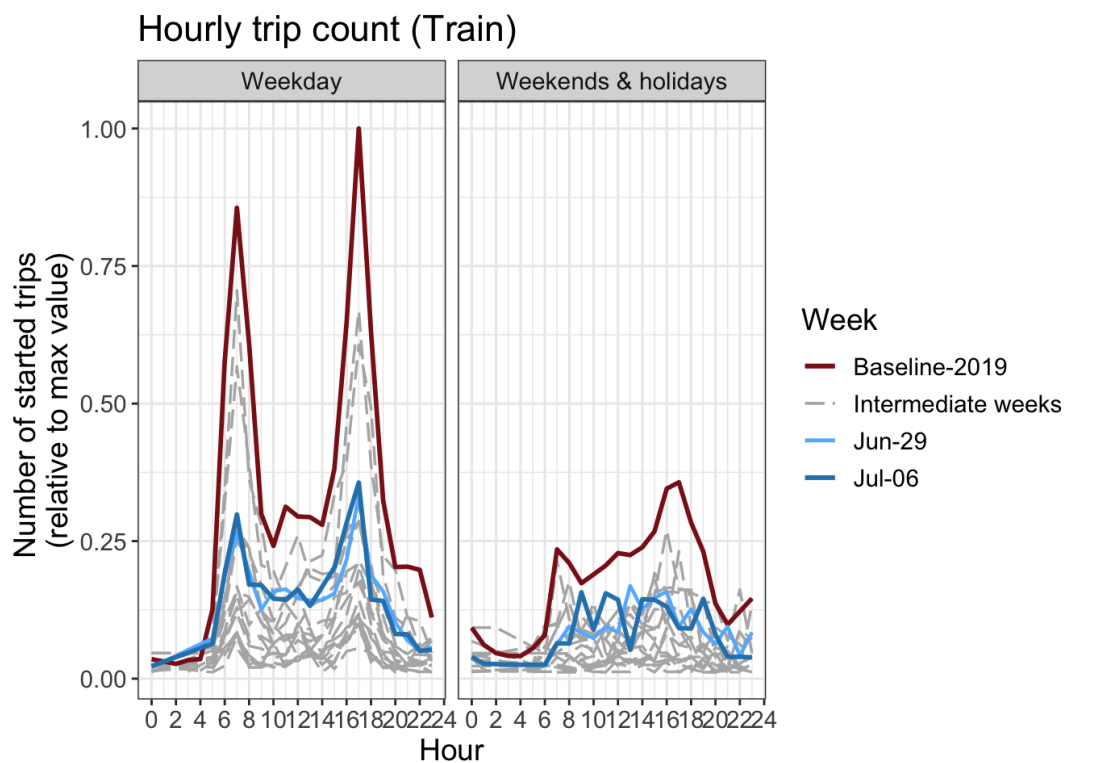 Hourly trip count (Train)
Weekday
Weekends & holidays
Number of started trips
(relative to max value)
1.00
0.75
0.50
0.25
0.00
0 2 4 6 8 10 12 14 16 18 20 22 24
0 2 4 6 8 10 12 14 16 18 20 22 24
Hour
Week
Baseline-2019
Intermediate weeks
Jun-29
Jul-06